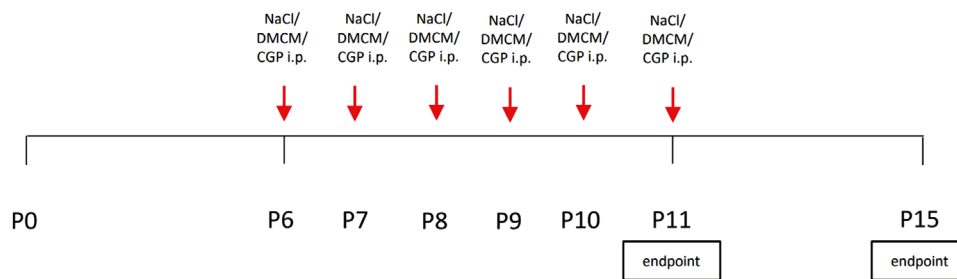 NaCl/
DMCM/
CGP i.p.
NaCl/
DMCM/
CGP i.p.
NaCl/
DMCM/
CGP i.p.
NaCl/
DMCM/
CGP i.p.
NaCl/
DMCM/
CGP i.p.
NaCl/
DMCM/
CGP i.p.
P0
P6
P7
P8
P9
P10
P11
P15
endpoint
endpoint